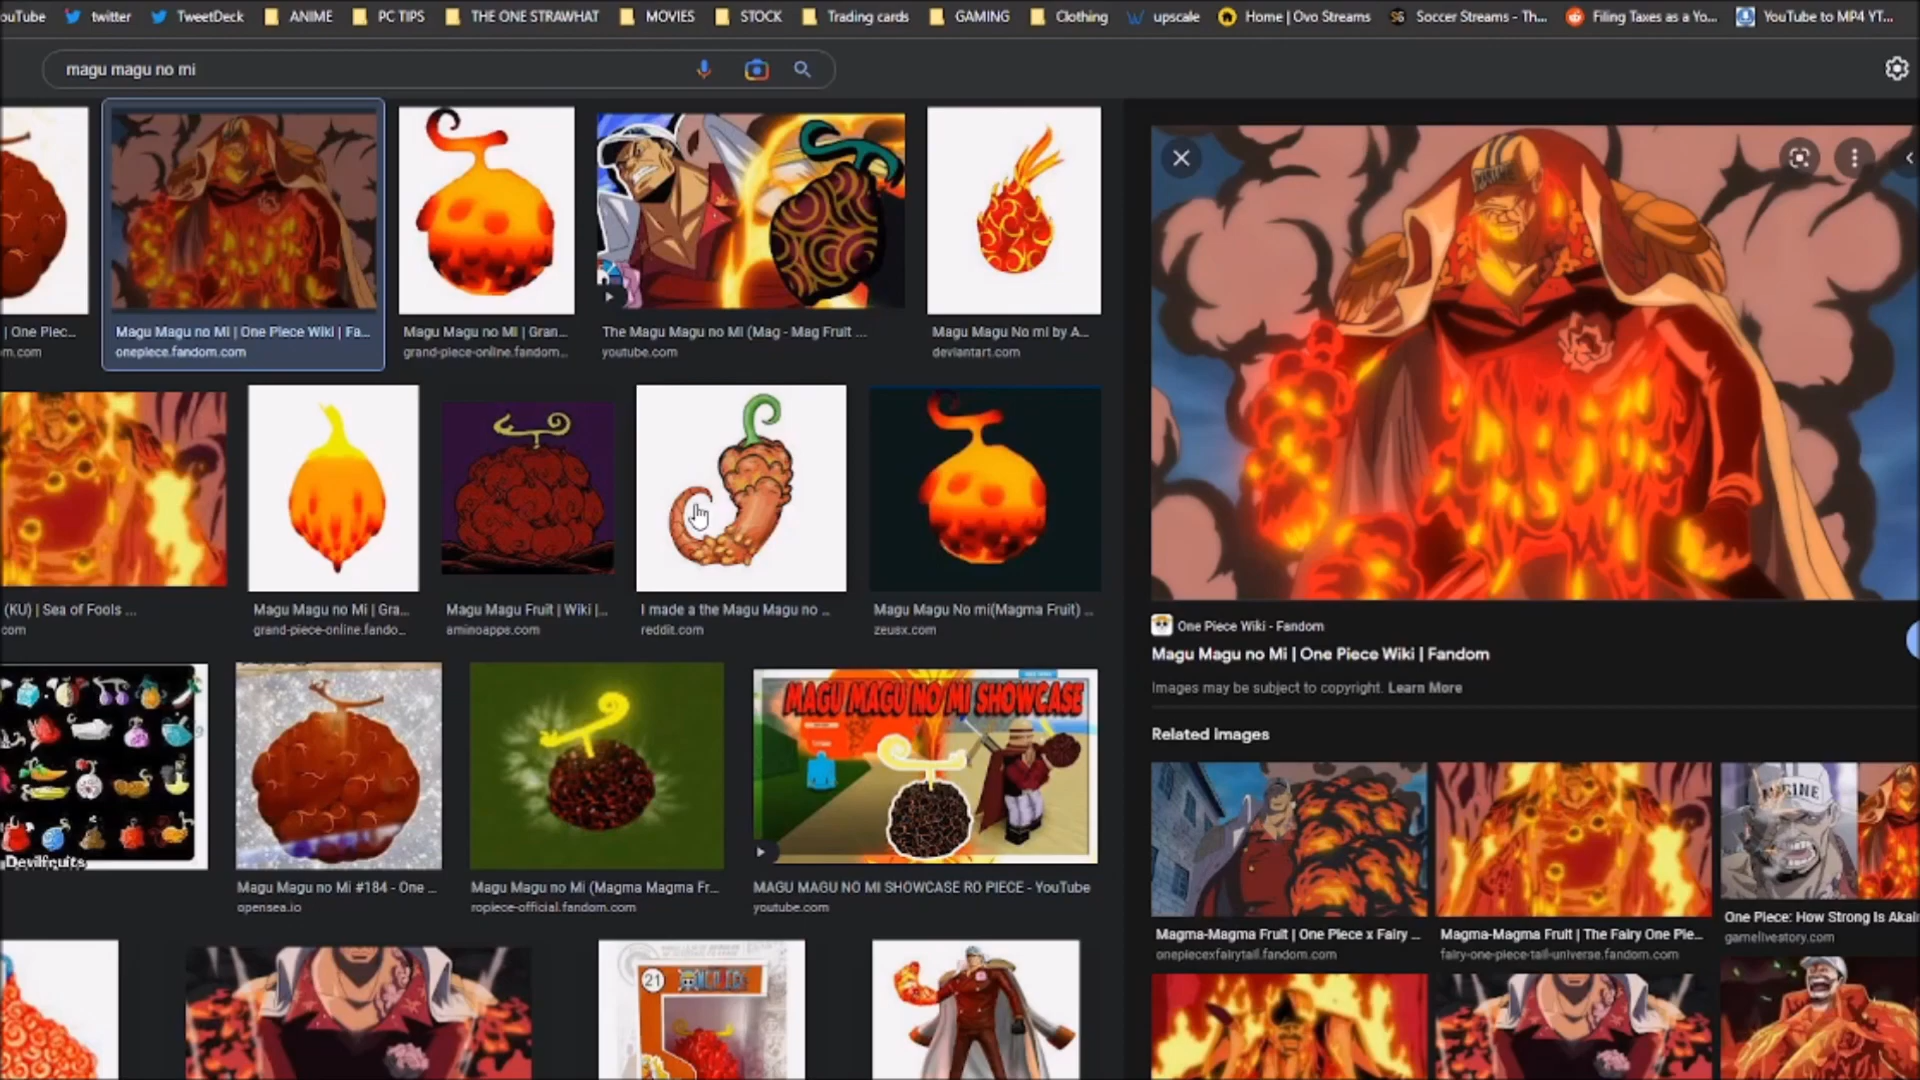 ouTube twitter TweetDeck ANIME PC TIPS THE ONE STRAWHAT MOVIES STOCK Trading cards GAMING Clothing upscale Home | Ovo Streams Soccer Streams - Th... Filing Taxes as a Yo... YouTube to MP4 YT...
magu magu no mi
| One Piec...
m.com
Magu Magu no Mi | One Piece Wiki | Fa...
onepiece.fandom.com
Magu Magu no Mi | Gran...
grand-piece-online.fandom...
The Magu Magu no Mi (Mag - Mag Fruit ...
youtube.com
Magu Magu No mi by A...
deviantart.com
(KU) | Sea of Fools ...
com
Magu Magu no Mi | Gra...
grand-piece-online.fando...
Magu Magu Fruit | Wiki |...
aminoapps.com
I made a the Magu Magu no ...
reddit.com
Magu Magu No mi(Magma Fruit) ...
zeusx.com
Devilfruits
MAGU MAGU NO MI SHOWCASE
Magu Magu no Mi #184 - One ...
opensea.io
Magu Magu no Mi (Magma Magma Fr...
ropiece-official.fandom.com
MAGU MAGU NO MI SHOWCASE RO PIECE - YouTube
youtube.com
21
One Piece Wiki - Fandom
Magu Magu no Mi | One Piece Wiki | Fandom
Images may be subject to copyright. Learn More
Related images
Magma-Magma Fruit | One Piece x Fairy ...
onepiecexfairytail.fandom.com
Magma-Magma Fruit | The Fairy One Pie...
fairy-one-piece-tail-universe.fandom.com
One Piece: How Strong Is Akai
gamelivestory.com